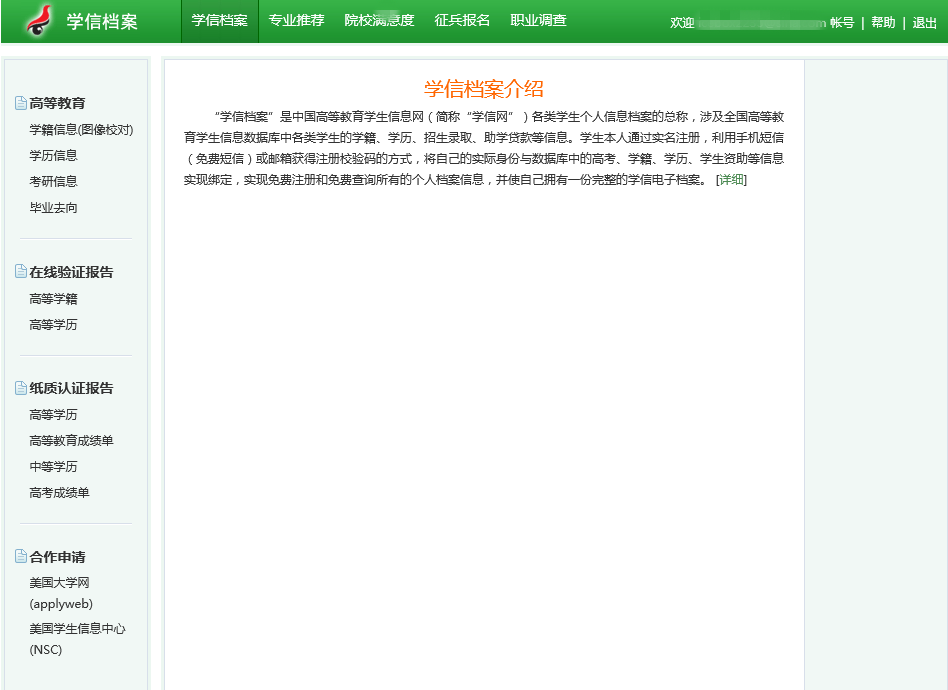 学信档案
学信档案 专业推荐 院校满意度 征兵报名 职业调查
欢迎 帐号 | 帮助 | 退出
高等教育
学籍信息(图像校对)
学历信息
考研信息
毕业去向
在线验证报告
高等学籍
高等学历
纸质认证报告
高等学历
高等教育成绩单
中等学历
高考成绩单
合作申请
美国大学网
(applyweb)
美国学生信息中心
(NSC)
学信档案介绍
“学信档案”是中国高等教育学生信息网（简称“学信网”）各类学生个人信息档案的总称，涉及全国高等教
育学生信息数据库中各类学生的学籍、学历、招生录取、助学贷款等信息。学生本人通过实名注册，利用手机短信
（免费短信）或邮箱获得注册校验码的方式，将自己的实际身份与数据库中的高考、学籍、学历、学生资助等信息
实现绑定，实现免费注册和免费查询所有的个人档案信息，并使自己拥有一份完整的学信电子档案。 [详细]